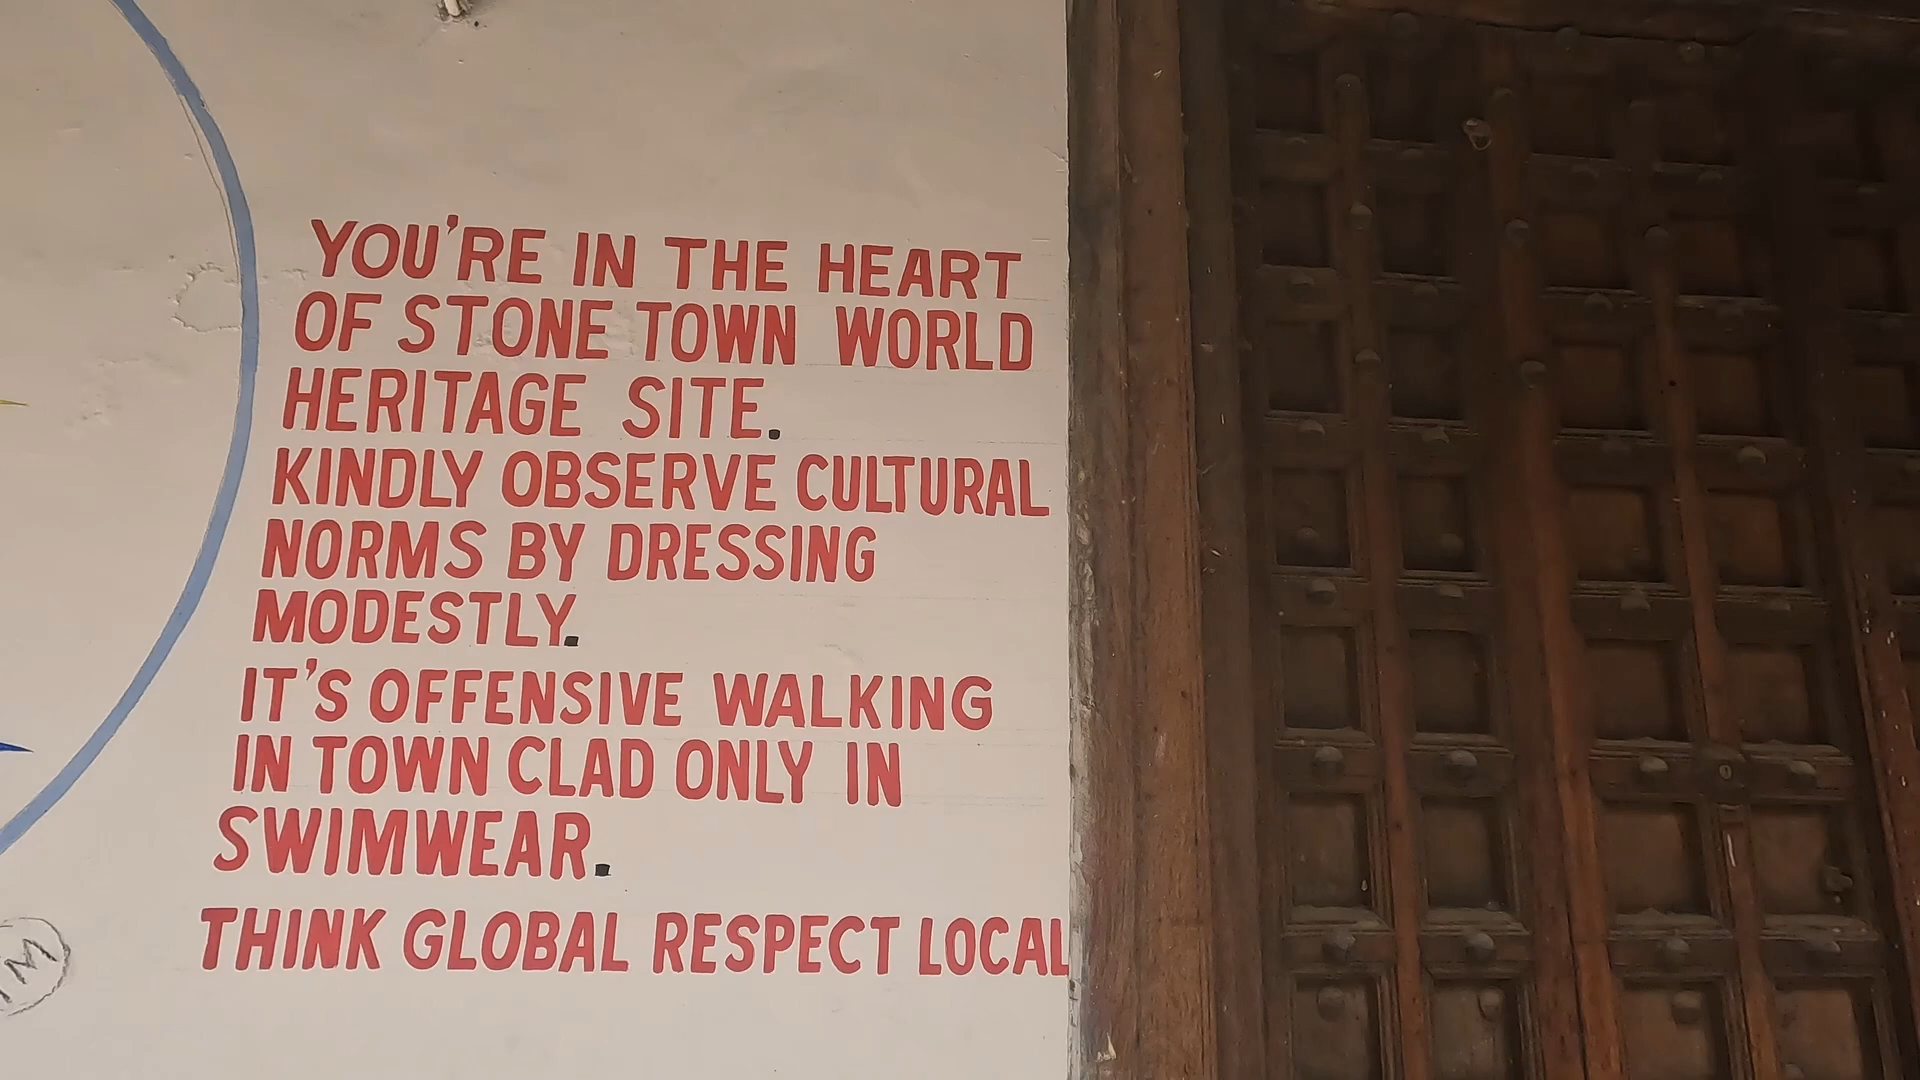 YOU'RE IN THE HEART
OF STONE TOWN WORLD
HERITAGE SITE.
KINDLY OBSERVE CULTURAL
NORMS BY DRESSING
MODESTLY.
IT'S OFFENSIVE WALKING
IN TOWN CLAD ONLY IN
SWIMWEAR.
THINK GLOBAL RESPECT LOCAL